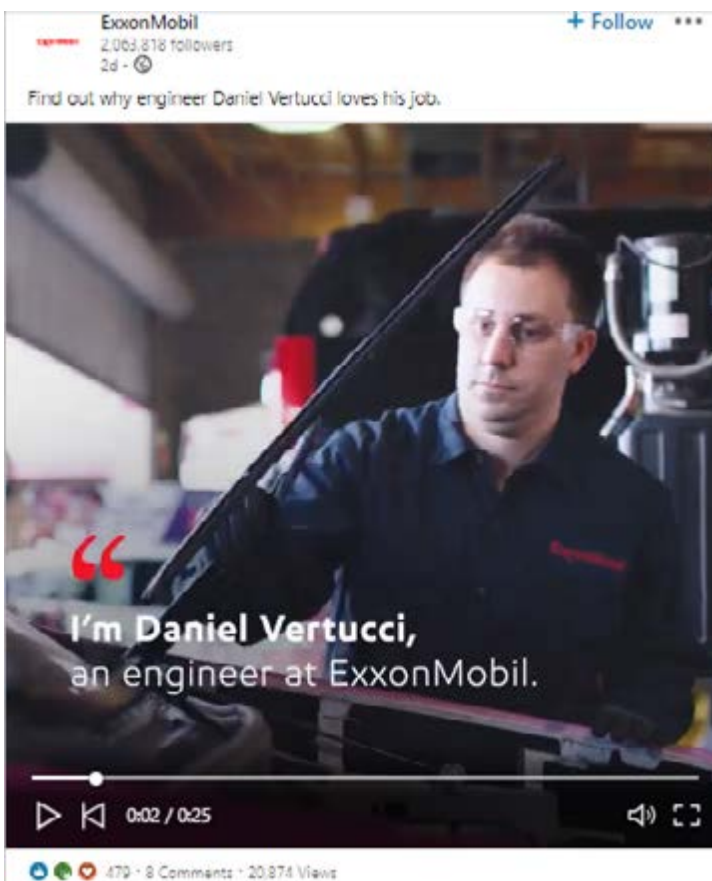 ExxonMobil
+ Follow
2,063,818 followers
2d
Find out why engineer Daniel Vertucci loves his job.
ExxonMobil
“
I’m Daniel Vertucci,
an engineer at ExxonMobil.
0:02 / 0:25
479 · 8 Comments · 20,874 Views